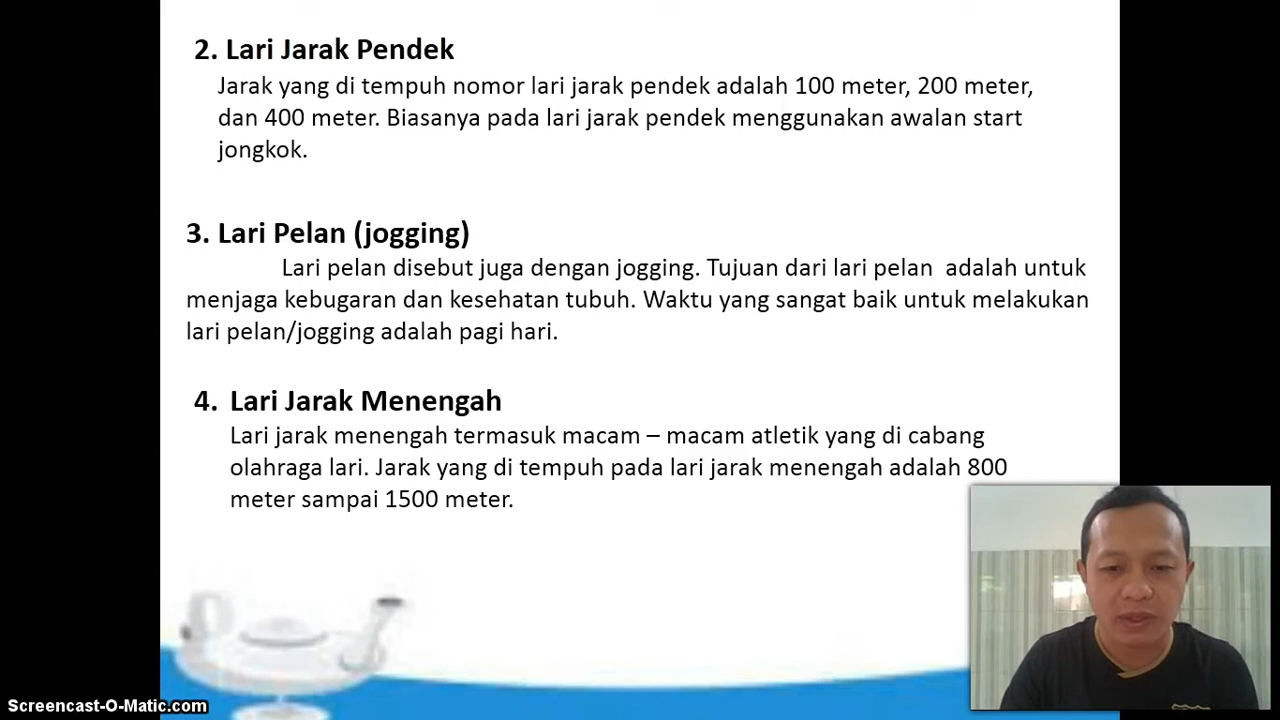 2. Lari Jarak Pendek
Jarak yang di tempuh nomor lari jarak pendek adalah 100 meter, 200 meter,
dan 400 meter. Biasanya pada lari jarak pendek menggunakan awalan start
jongkok.
3. Lari Pelan (jogging)
Lari pelan disebut juga dengan jogging. Tujuan dari lari pelan adalah untuk
menjaga kebugaran dan kesehatan tubuh. Waktu yang sangat baik untuk melakukan
lari pelan/jogging adalah pagi hari.
4. Lari Jarak Menengah
Lari jarak menengah termasuk macam – macam atletik yang di cabang
olahraga lari. Jarak yang di tempuh pada lari jarak menengah adalah 800
meter sampai 1500 meter.
Screencast-O-Matic.com